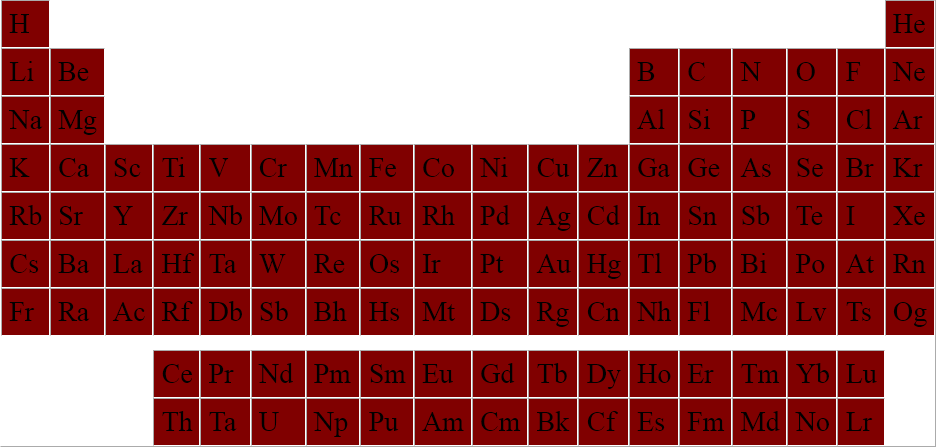 H He
Li Be B C N O F Ne
Na Mg Al Si P S Cl Ar
K Ca Sc Ti V Cr Mn Fe Co Ni Cu Zn Ga Ge As Se Br Kr
Rb Sr Y Zr Nb Mo Tc Ru Rh Pd Ag Cd In Sn Sb Te I Xe
Cs Ba La Hf Ta W Re Os Ir Pt Au Hg Tl Pb Bi Po At Rn
Fr Ra Ac Rf Db Sb Bh Hs Mt Ds Rg Cn Nh Fl Mc Lv Ts Og
Ce Pr Nd Pm Sm Eu Gd Tb Dy Ho Er Tm Yb Lu
Th Ta U Np Pu Am Cm Bk Cf Es Fm Md No Lr